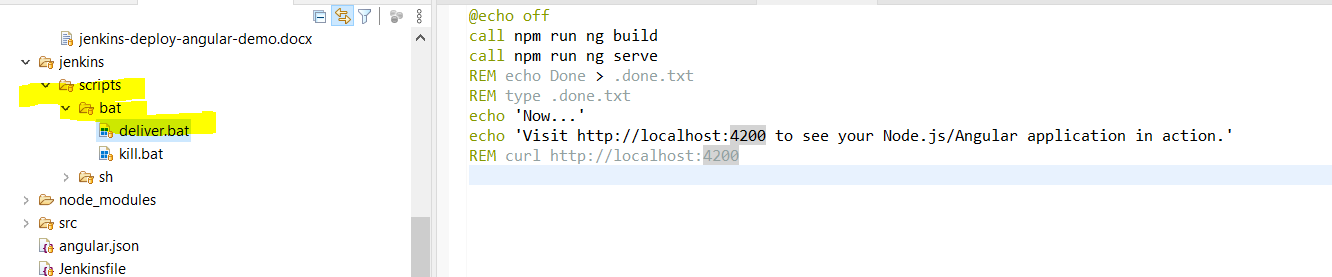 jenkins-deploy-angular-demo.docx
jenkins
scripts
bat
deliver.bat
kill.bat
sh
node_modules
src
angular.json
Jenkinsfile
@echo off
call npm run ng build
call npm run ng serve
REM echo Done > .done.txt
REM type .done.txt
echo 'Now...'
echo 'Visit http://localhost:4200 to see your Node.js/Angular application in action.'
REM curl http://localhost:4200